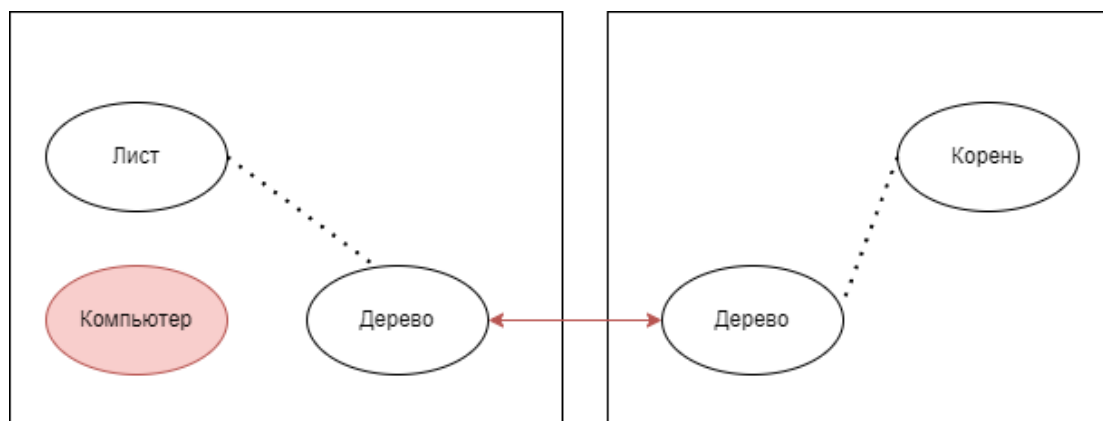 Лист
Корень
Компьютер
Дерево
Дерево